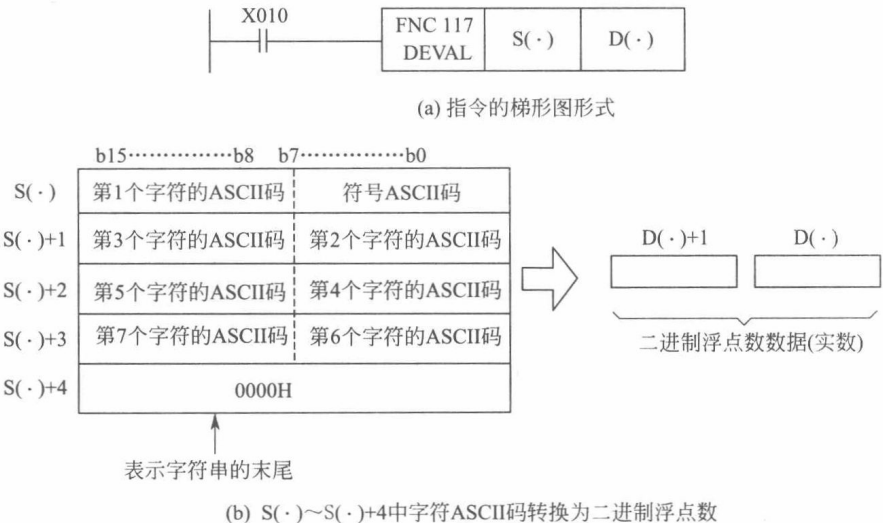 X010
FNC 117
DEVAL
S(·)
D(·)
(a) 指令的梯形图形式
b15……………b8 b7……………b0
S(·) 第1个字符的ASCII码 符号ASCII码
S(·)+1 第3个字符的ASCII码 第2个字符的ASCII码
S(·)+2 第5个字符的ASCII码 第4个字符的ASCII码
S(·)+3 第7个字符的ASCII码 第6个字符的ASCII码
S(·)+4 0000H
D(·)+1 D(·)
二进制浮点数数据(实数)
表示字符串的末尾
(b) S(·)～S(·)+4中字符ASCII码转换为二进制浮点数